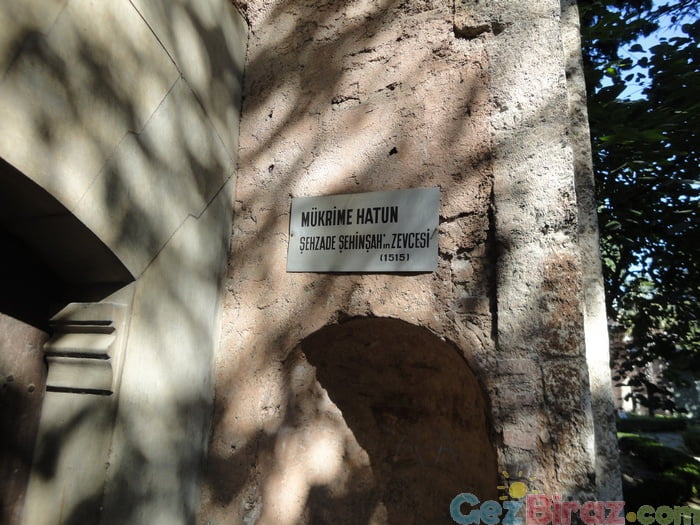 MÜKRİME HATUN
ŞEHZADE ŞEHİNŞAH'ın ZEVCESİ
(1515)
GezBiraz.com